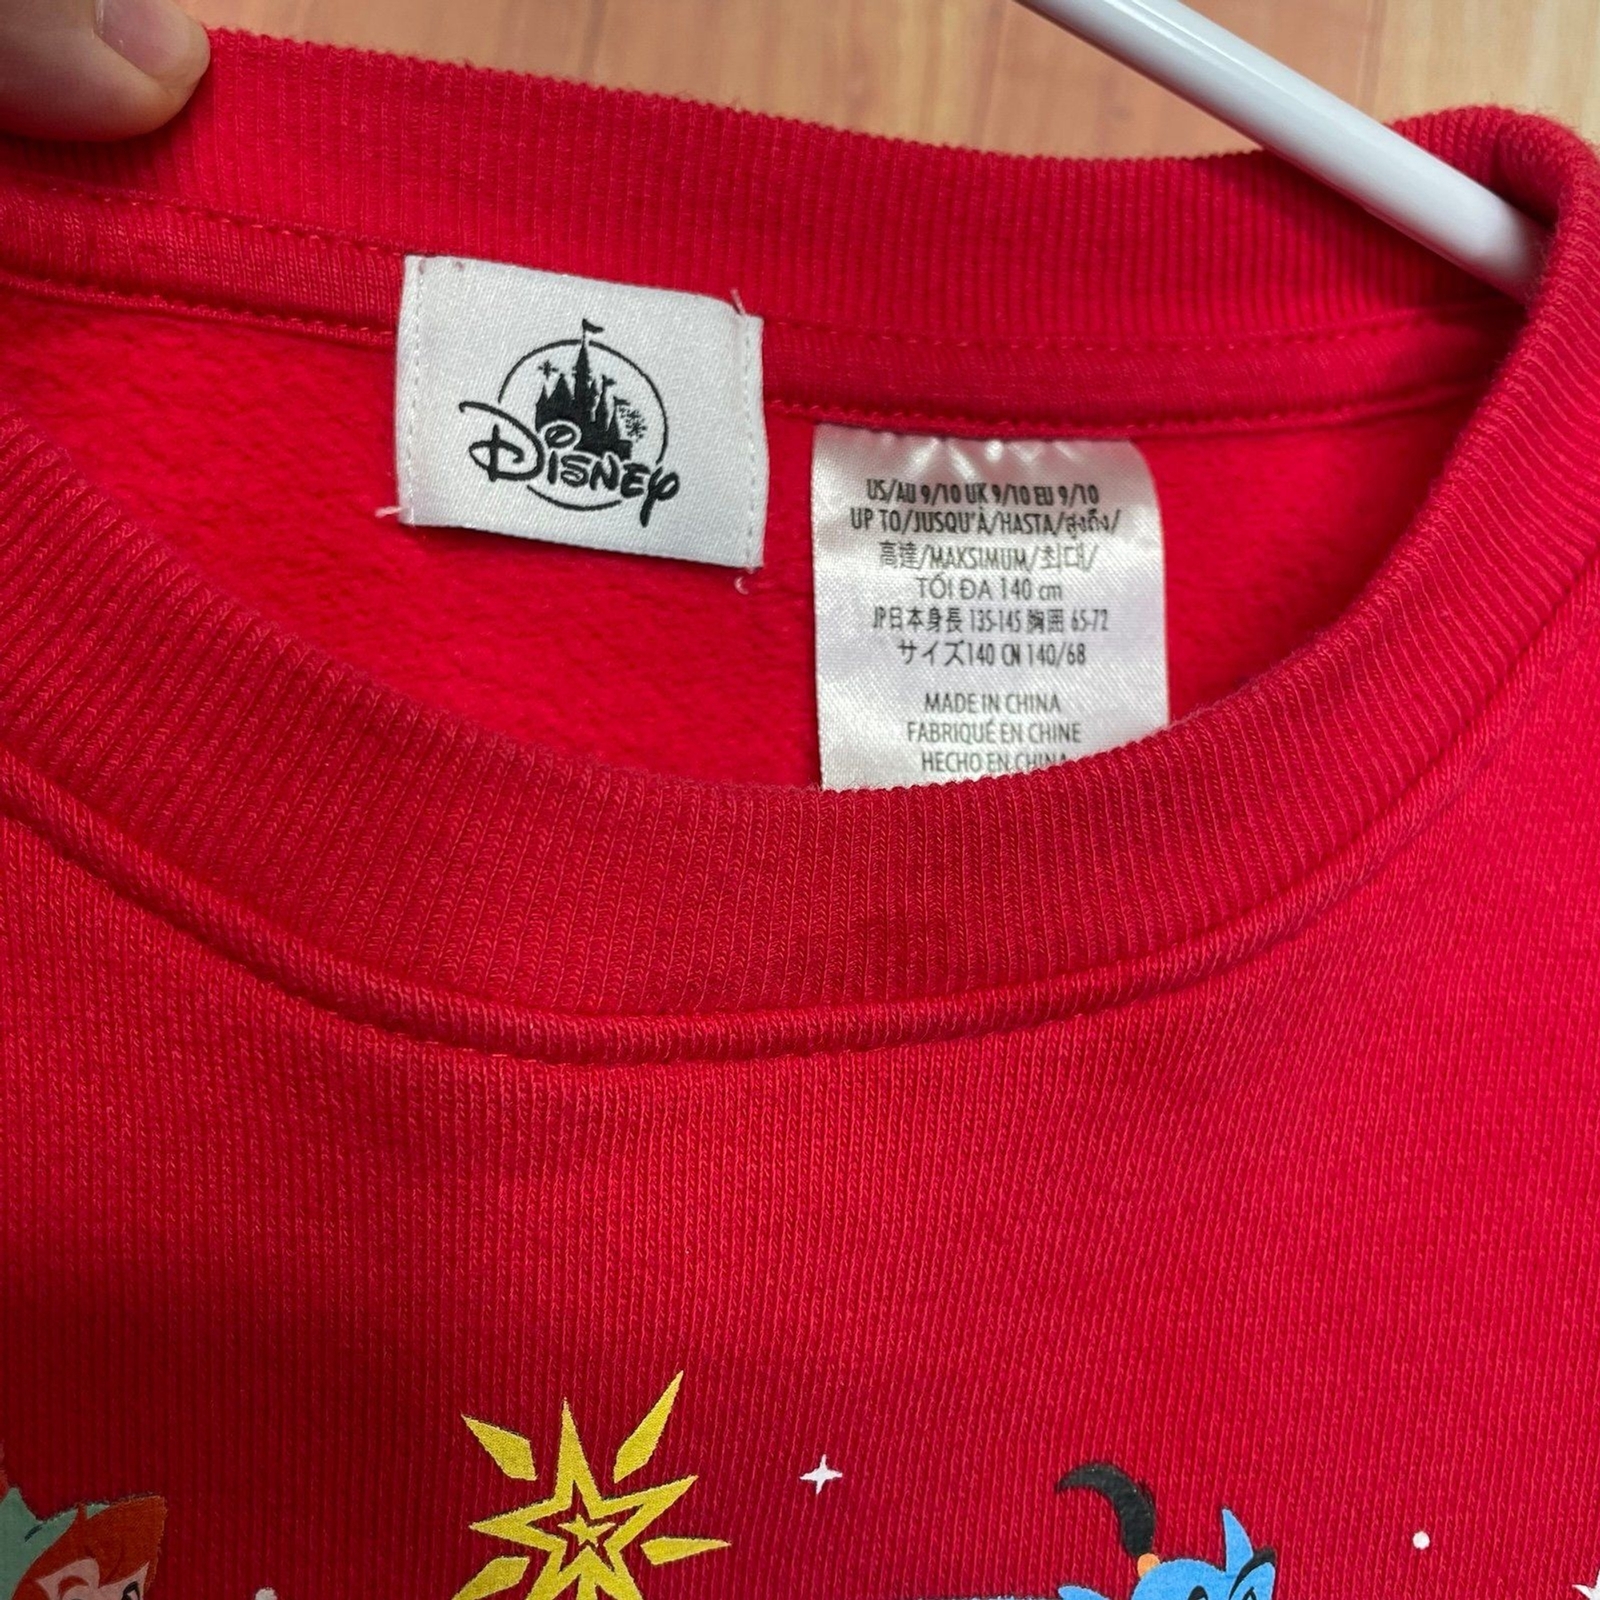 DISNEY
US/AU 9/10 UK 9/10 EU 9/10
UP TO/JUSQU'À/HASTA/สูงถึง/
高達/MAKSIMUM/최대/
TỐI ĐA 140 cm
JP日本身長 135-145 胸囲 65-72
サイズ140 CN 140/68
MADE IN CHINA
FABRIQUÉ EN CHINE
HECHO EN CHINA